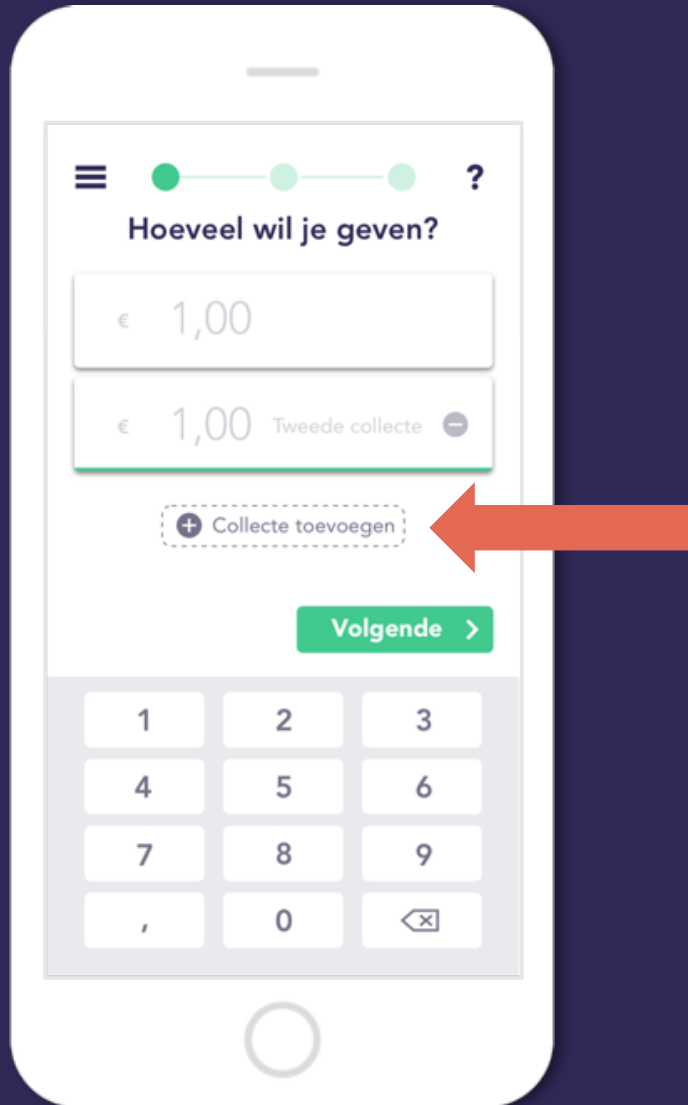 ?
Hoeveel wil je geven?
€ 1,00
€ 1,00 Tweede collecte
Collecte toevoegen
Volgende
1 2 3
4 5 6
7 8 9
, 0